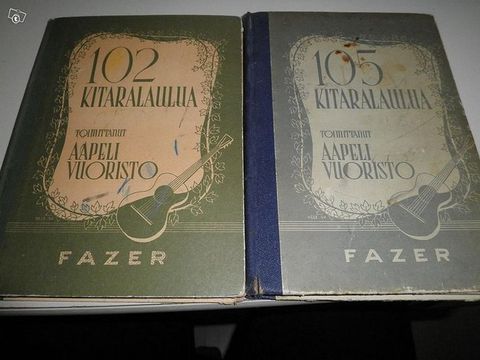 102
KITARALAULUA
TOIMITTANUT
AAPELI
VUORISTO
FAZER
105
KITARALAULUA
TOIMITTANUT
AAPELI
VUORISTO
FAZER